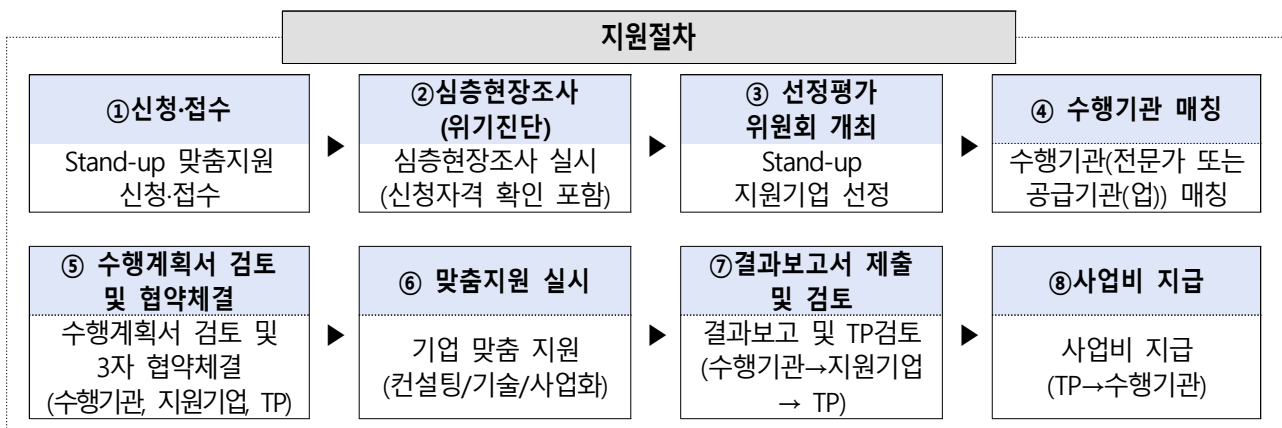 지원절차
①신청·접수
Stand-up 맞춤지원
신청·접수
▶
②심층현장조사
(위기진단)
심층현장조사 실시
(신청자격 확인 포함)
▶
③ 선정평가
위원회 개최
Stand-up
지원기업 선정
▶
④ 수행기관 매칭
수행기관(전문가 또는
공급기관(업)) 매칭
⑤ 수행계획서 검토
및 협약체결
수행계획서 검토 및
3자 협약체결
(수행기관, 지원기업, TP)
▶
⑥ 맞춤지원 실시
기업 맞춤 지원
(컨설팅/기술/사업화)
▶
⑦결과보고서 제출
및 검토
결과보고 및 TP검토
(수행기관→지원기업
→ TP)
▶
⑧사업비 지급
사업비 지급
(TP→수행기관)